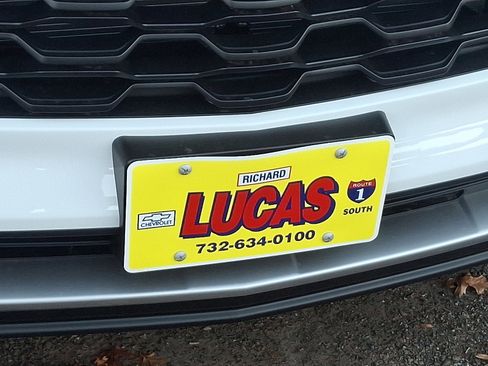 RICHARD
LUCAS
CHEVROLET
ROUTE
1
SOUTH
732-634-0100